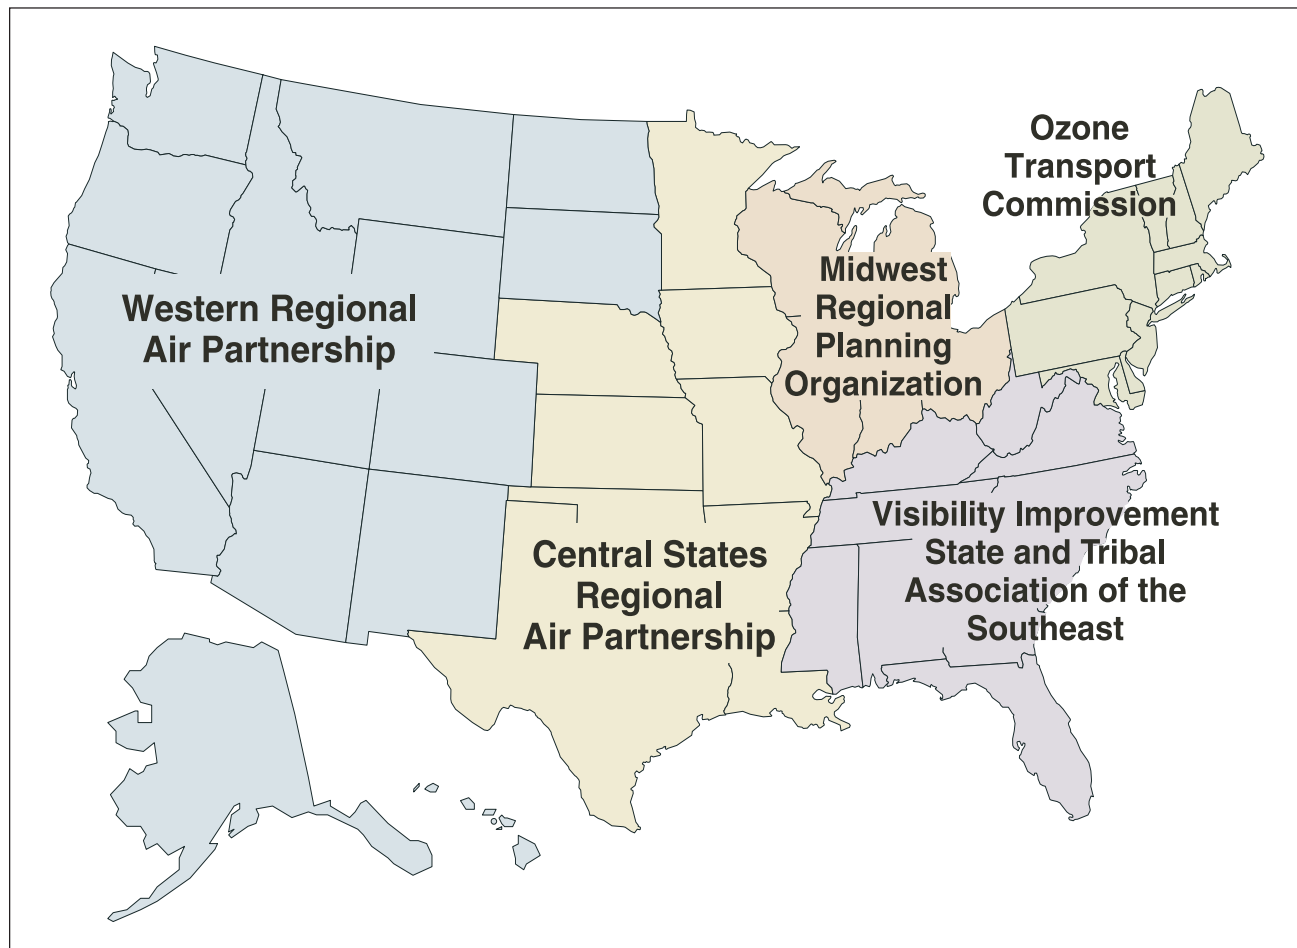 Ozone
Transport
Commission
Midwest
Regional
Planning
Organization
Western Regional
Air Partnership
Visibility Improvement
State and Tribal
Association of the
Southeast
Central States
Regional
Air Partnership